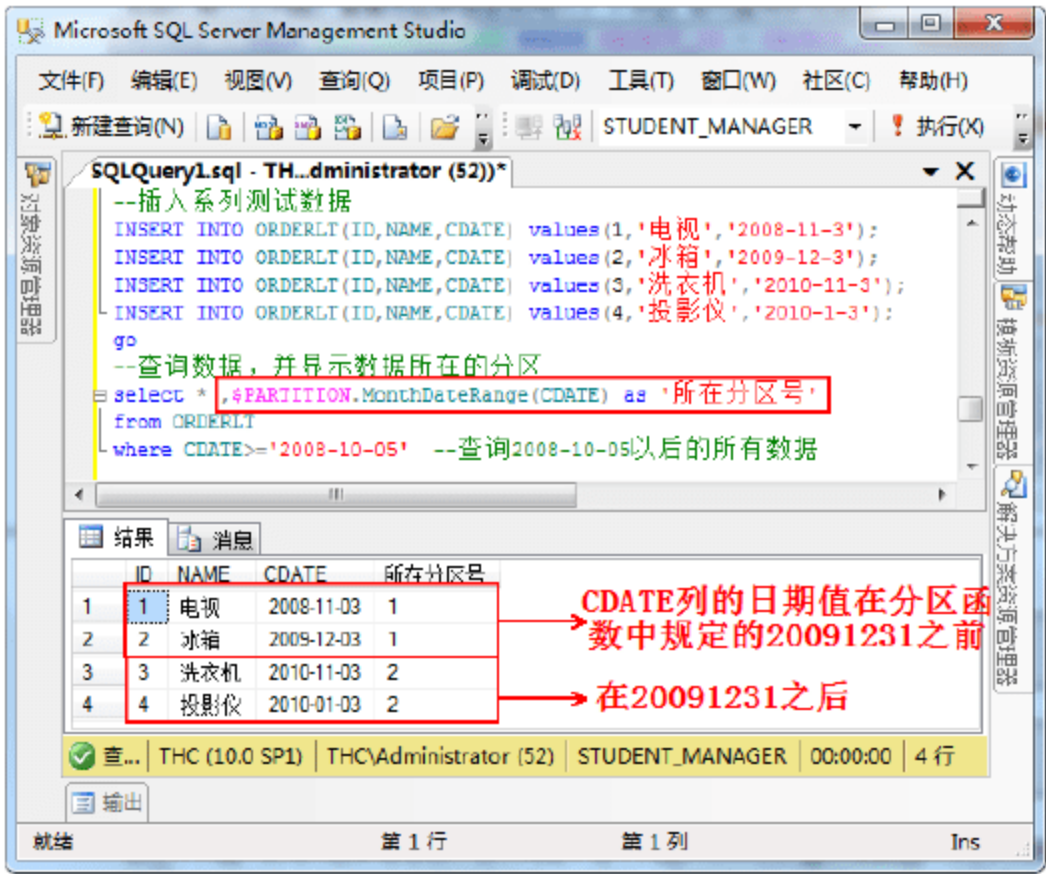 Microsoft SQL Server Management Studio
文件(F) 编辑(E) 视图(V) 查询(Q) 项目(P) 调试(D) 工具(T) 窗口(W) 社区(C) 帮助(H)
新建查询(N) STUDENT_MANAGER 执行(X)
SQLQuery1.sql - TH...dministrator (52))*
对象资源管理器
--插入系列测试数据
INSERT INTO ORDERLT(ID,NAME,CDATE) values(1,'电视','2008-11-3');
INSERT INTO ORDERLT(ID,NAME,CDATE) values(2,'冰箱','2009-12-3');
INSERT INTO ORDERLT(ID,NAME,CDATE) values(3,'洗衣机','2010-11-3');
INSERT INTO ORDERLT(ID,NAME,CDATE) values(4,'投影仪','2010-1-3');
go
--查询数据，并显示数据所在的分区
select * ,$PARTITION.MonthDateRange(CDATE) as '所在分区号'
from ORDERLT
where CDATE>='2008-10-05' --查询2008-10-05以后的所有数据
动态帮助
模板资源管理器
解决方案资源管理器
结果 消息
ID NAME CDATE 所在分区号
1 1 电视 2008-11-03 1
2 2 冰箱 2009-12-03 1
3 3 洗衣机 2010-11-03 2
4 4 投影仪 2010-01-03 2
CDATE列的日期值在分区函
数中规定的20091231之前
在20091231之后
查... THC (10.0 SP1) THC\Administrator (52) STUDENT_MANAGER 00:00:00 4 行
输出
就绪 第 1 行 第 1 列 Ins